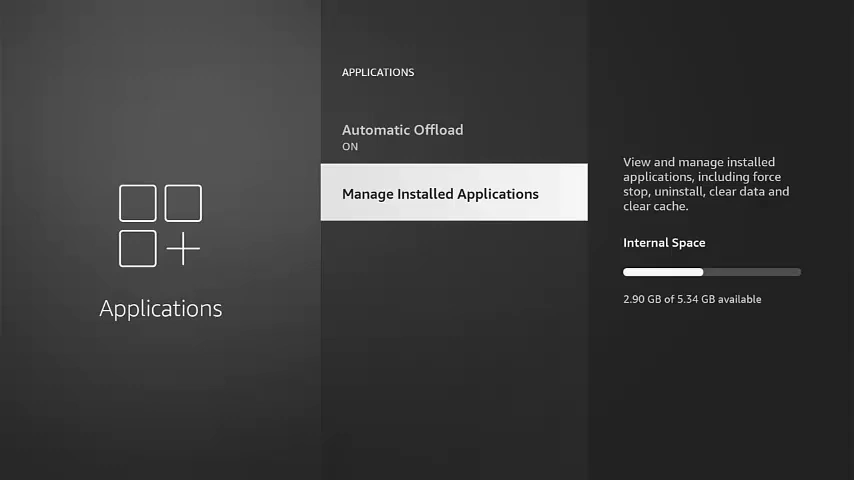 Applications
APPLICATIONS
Automatic Offload
ON
Manage Installed Applications
View and manage installed
applications, including force
stop, uninstall, clear data and
clear cache.
Internal Space
2.90 GB of 5.34 GB available